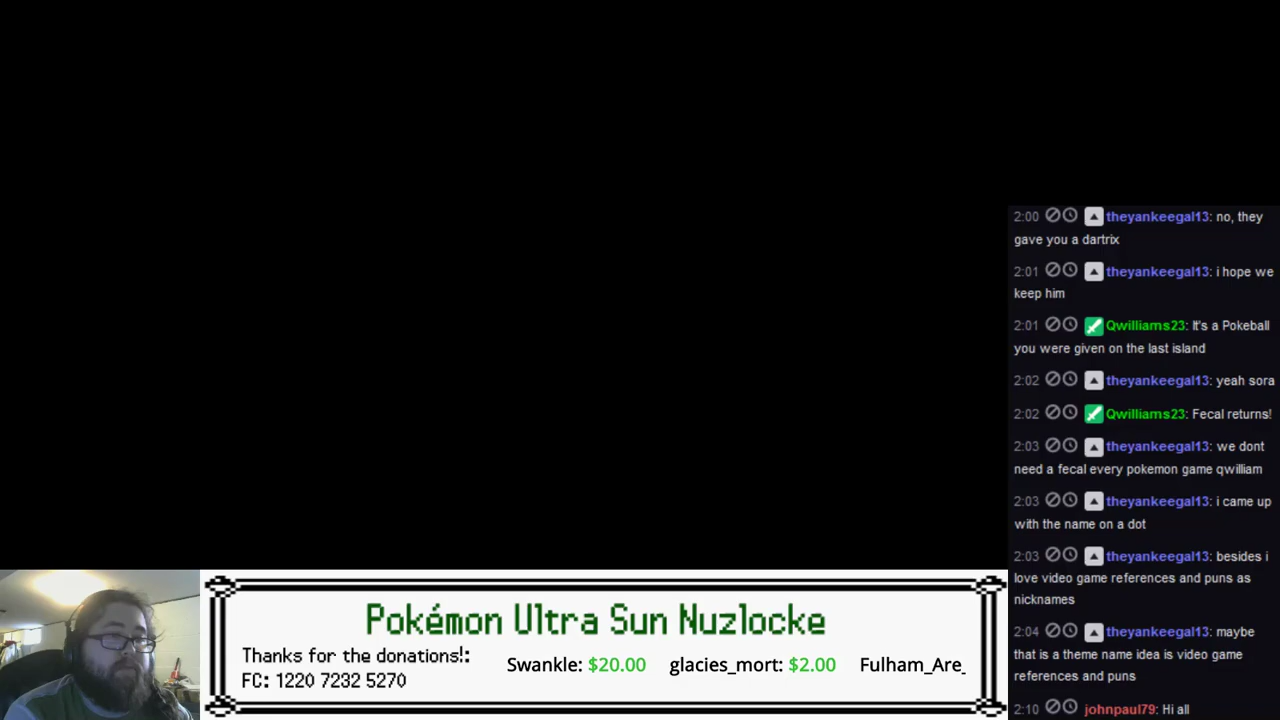 2:00 theyankeegal13: no, they
gave you a dartrix
2:01 theyankeegal13: i hope we
keep him
2:01 Qwilliams23: It's a Pokeball
you were given on the last island
2:02 theyankeegal13: yeah sora
2:02 Qwilliams23: Fecal returns!
2:03 theyankeegal13: we dont
need a fecal every pokemon game qwilliam
2:03 theyankeegal13: i came up
with the name on a dot
2:03 theyankeegal13: besides i
love video game references and puns as
nicknames
2:04 theyankeegal13: maybe
that is a theme name idea is video game
references and puns
2:10 johnpaul79: Hi all
Pokémon Ultra Sun Nuzlocke
Thanks for the donations!:
FC: 1220 7232 5270
Swankle: $20.00 glacies_mort: $2.00 Fulham_Are_